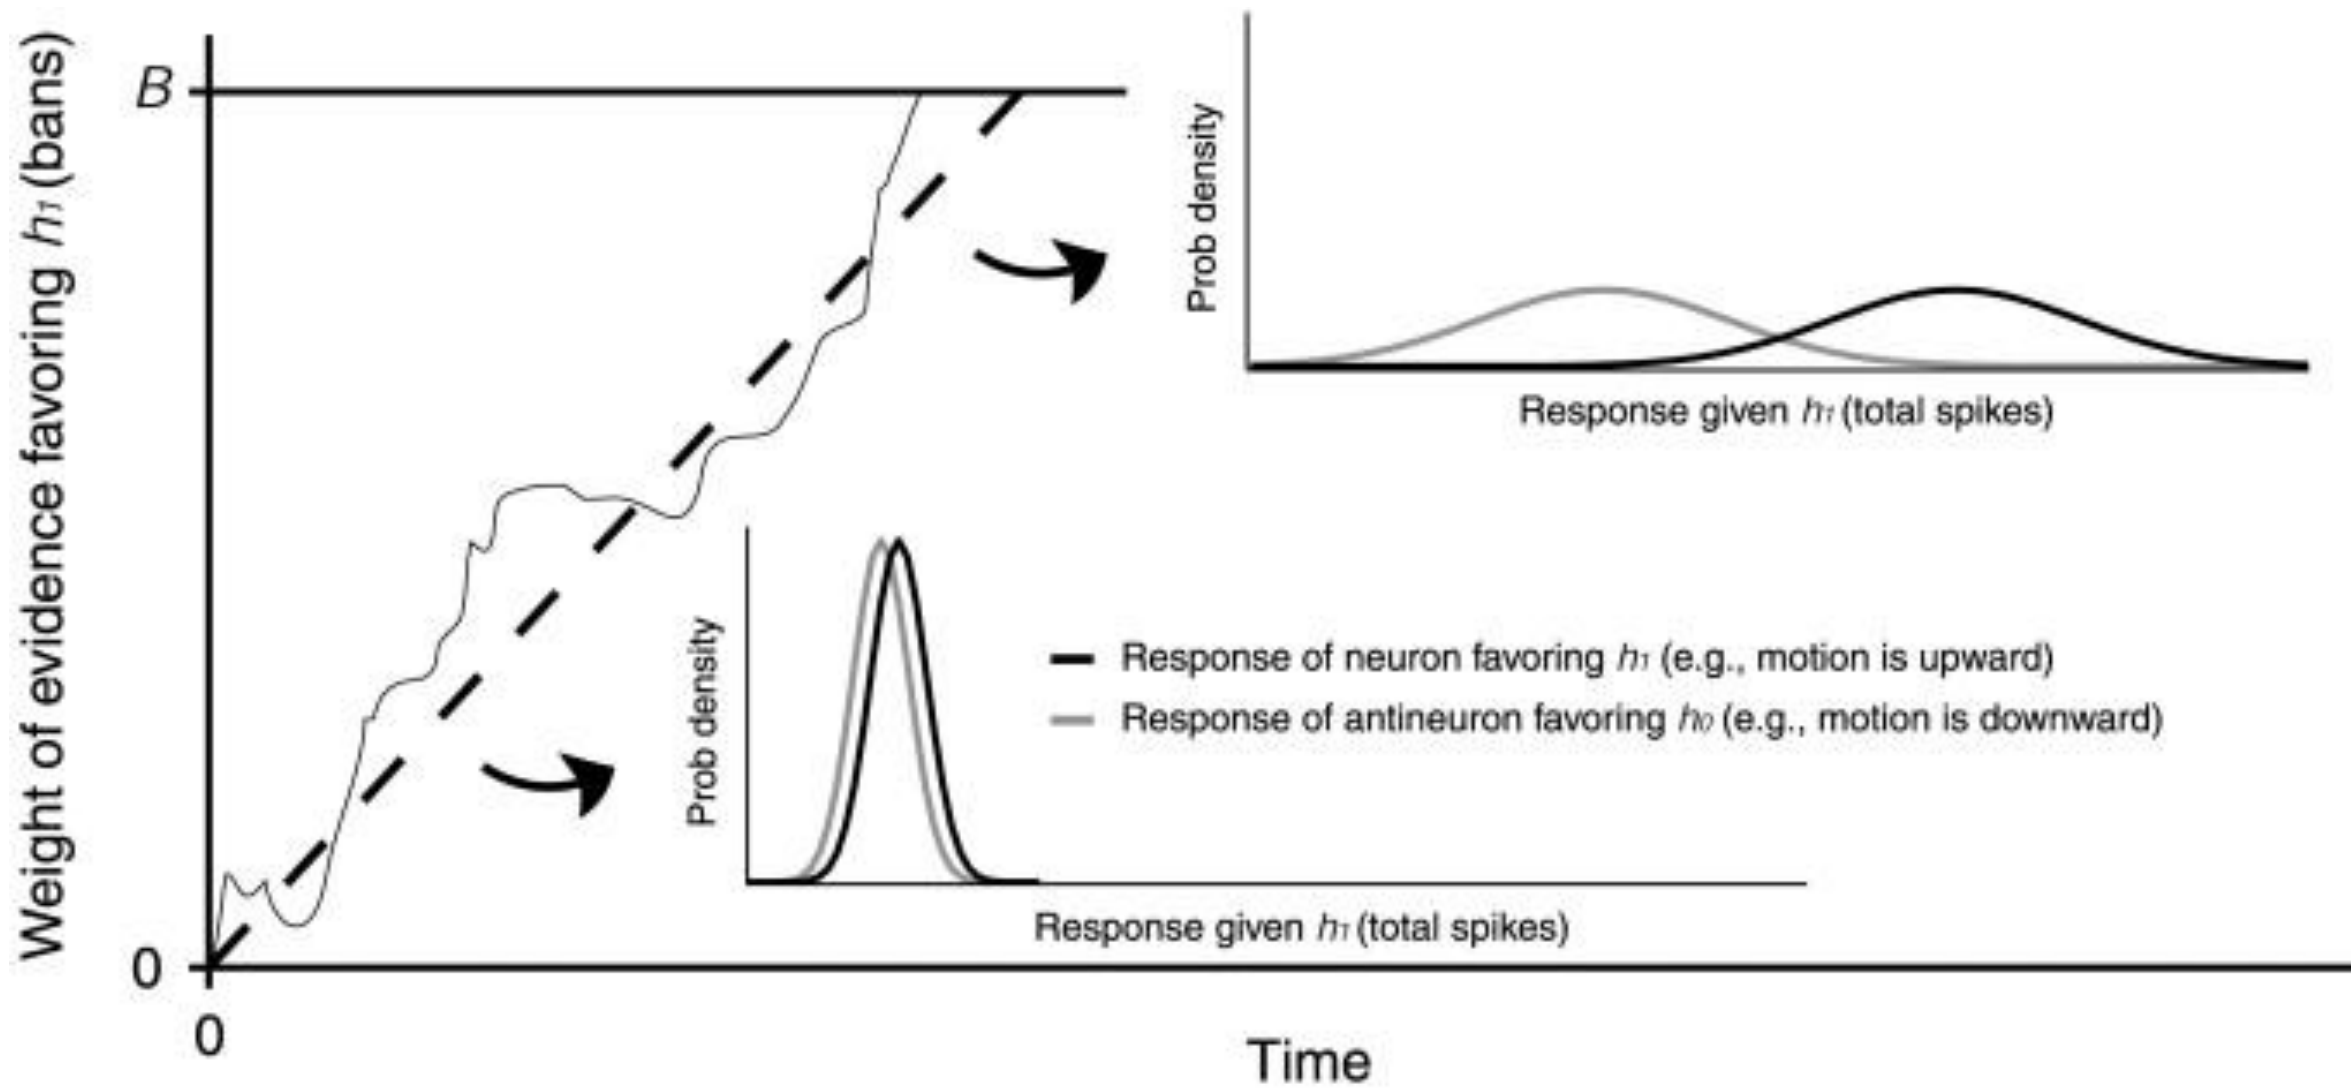 Weight of evidence favoring h1 (bans)
B
0
0
Time
Prob density
Response given h1 (total spikes)
Prob density
Response of neuron favoring h1 (e.g., motion is upward)
Response of antineuron favoring h0 (e.g., motion is downward)
Response given h1 (total spikes)